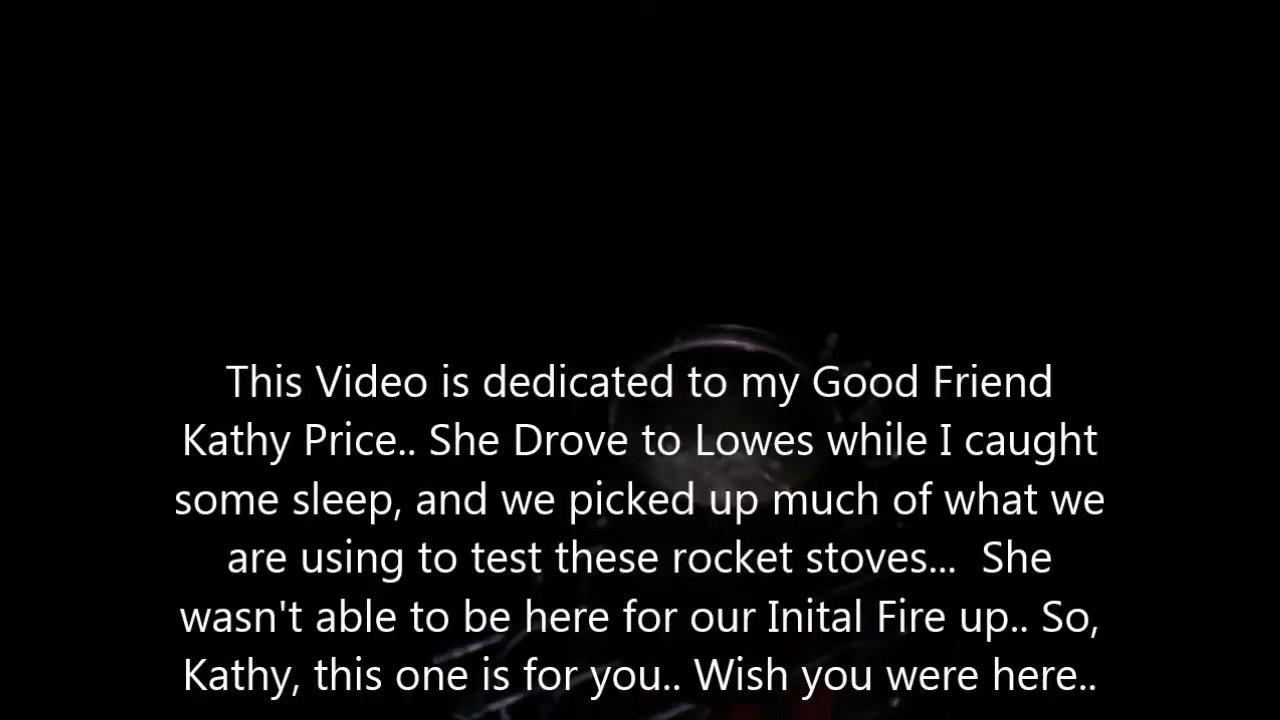 This Video is dedicated to my Good Friend
Kathy Price.. She Drove to Lowes while I caught
some sleep, and we picked up much of what we
are using to test these rocket stoves...  She
wasn't able to be here for our Inital Fire up.. So,
Kathy, this one is for you.. Wish you were here..